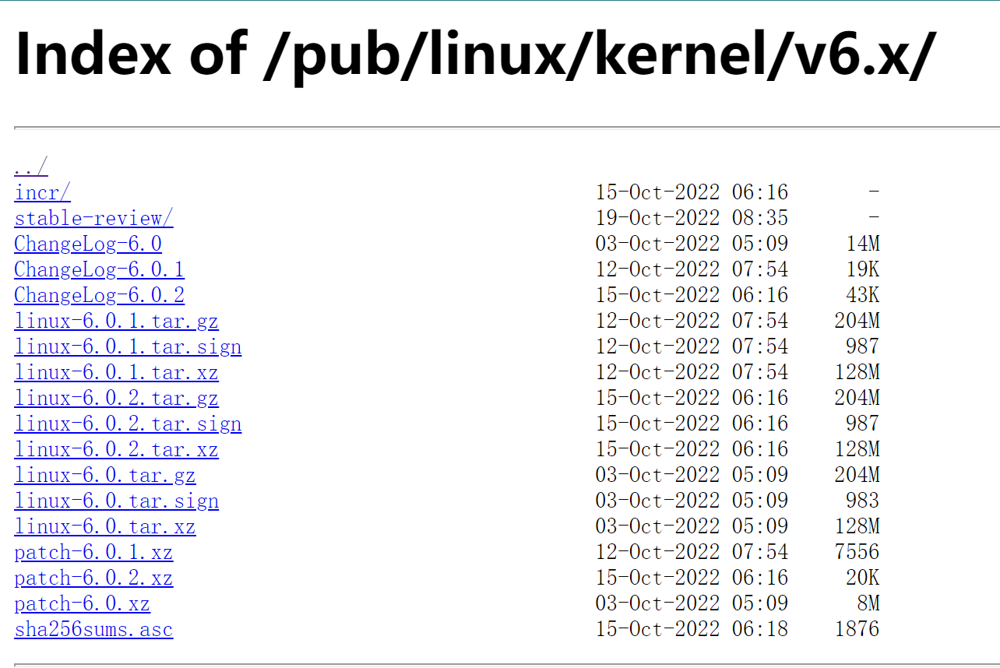 Index of /pub/linux/kernel/v6.x/
../
incr/ 15-Oct-2022 06:16 -
stable-review/ 19-Oct-2022 08:35 -
ChangeLog-6.0 03-Oct-2022 05:09 14M
ChangeLog-6.0.1 12-Oct-2022 07:54 19K
ChangeLog-6.0.2 15-Oct-2022 06:16 43K
linux-6.0.1.tar.gz 12-Oct-2022 07:54 204M
linux-6.0.1.tar.sign 12-Oct-2022 07:54 987
linux-6.0.1.tar.xz 12-Oct-2022 07:54 128M
linux-6.0.2.tar.gz 15-Oct-2022 06:16 204M
linux-6.0.2.tar.sign 15-Oct-2022 06:16 987
linux-6.0.2.tar.xz 15-Oct-2022 06:16 128M
linux-6.0.tar.gz 03-Oct-2022 05:09 204M
linux-6.0.tar.sign 03-Oct-2022 05:09 983
linux-6.0.tar.xz 03-Oct-2022 05:09 128M
patch-6.0.1.xz 12-Oct-2022 07:54 7556
patch-6.0.2.xz 15-Oct-2022 06:16 20K
patch-6.0.xz 03-Oct-2022 05:09 8M
sha256sums.asc 15-Oct-2022 06:18 1876